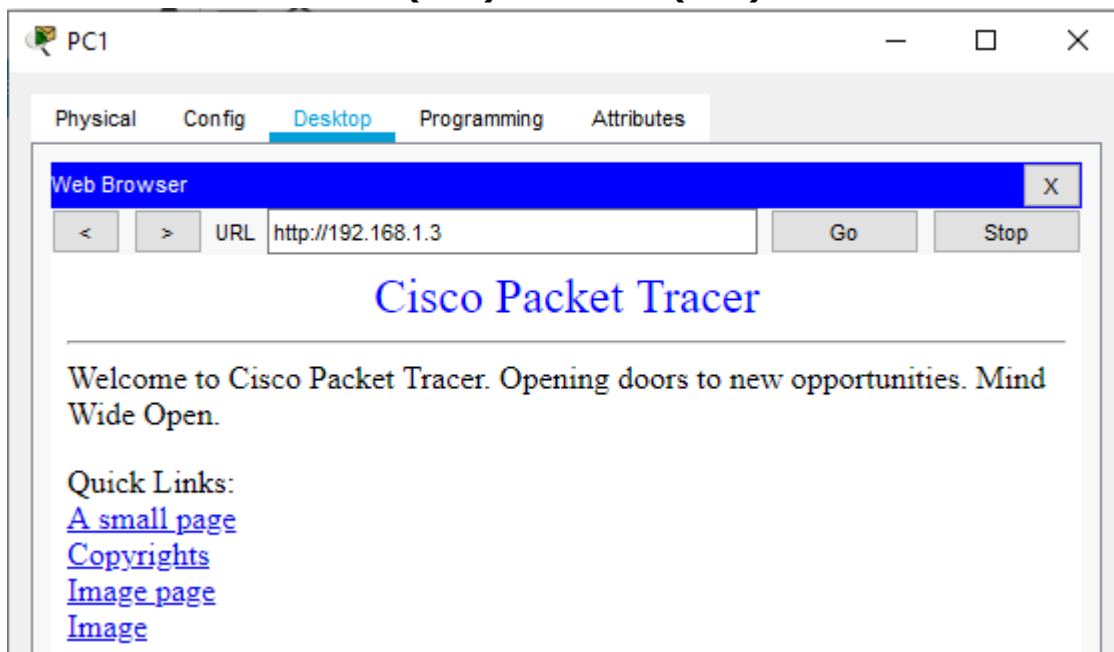 PC1
Physical Config Desktop Programming Attributes
Web Browser X
< > URL http://192.168.1.3 Go Stop
Cisco Packet Tracer
Welcome to Cisco Packet Tracer. Opening doors to new opportunities. Mind
Wide Open.
Quick Links:
A small page
Copyrights
Image page
Image